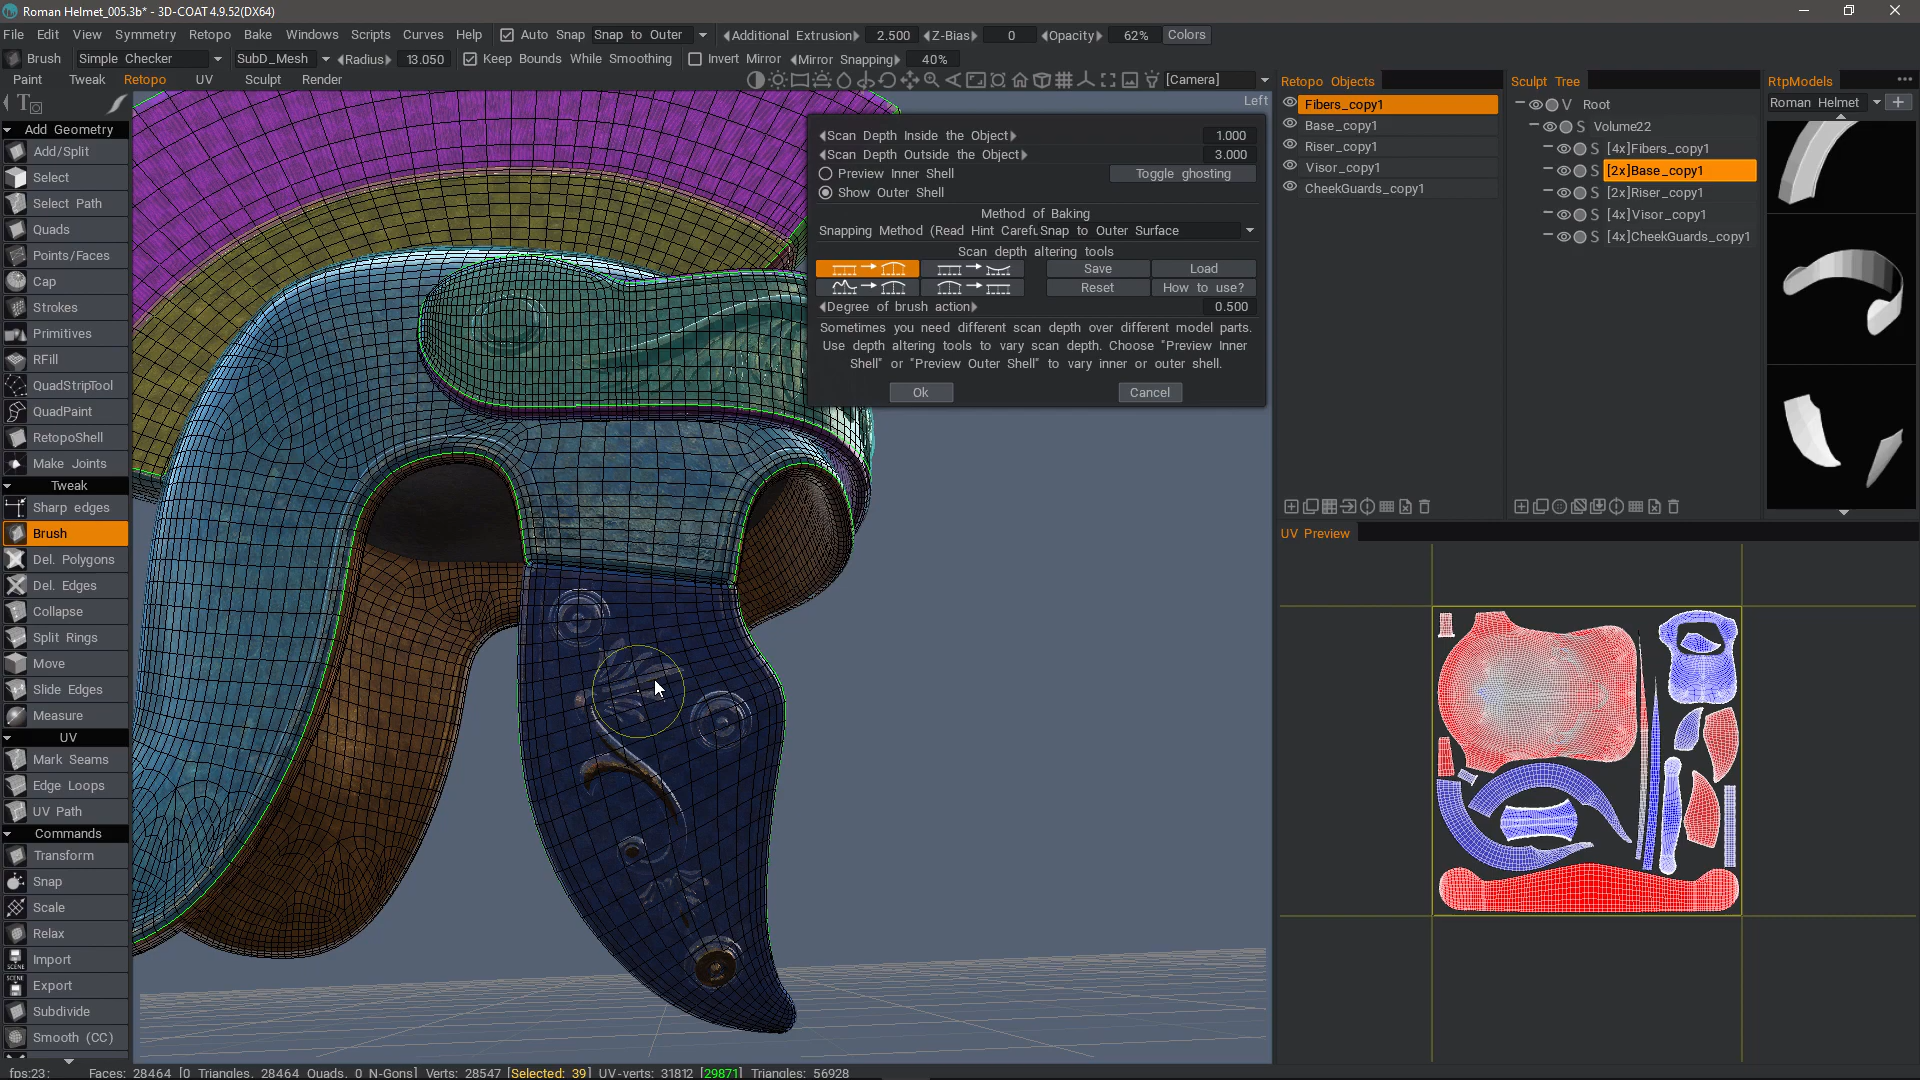 Roman Helmet_005.3b* - 3D-COAT 4.9.52(DX64)
File Edit View Symmetry Retopo Bake Windows Scripts Curves Help Auto Snap Snap to Outer Additional Extrusion 2.500 Z-Bias 0 Opacity 62% Colors
Brush Simple Checker SubD_Mesh Radius 13.050 Keep Bounds While Smoothing Invert Mirror Mirror Snapping 40%
Paint Tweak Retopo UV Sculpt Render [Camera]
Left
Add Geometry
Add/Split
Select
Select Path
Quads
Points/Faces
Cap
Strokes
Primitives
RFill
QuadStripTool
QuadPaint
RetopoShell
Make Joints
Tweak
Sharp edges
Brush
Del. Polygons
Del. Edges
Collapse
Split Rings
Move
Slide Edges
Measure
UV
Mark Seams
Edge Loops
UV Path
Commands
Transform
Snap
Scale
Relax
SCENE
Import
SCENE
Export
Subdivide
Smooth (CC)
Scan Depth Inside the Object 1.000
Scan Depth Outside the Object 3.000
Preview Inner Shell Toggle ghosting
Show Outer Shell
Method of Baking
Snapping Method (Read Hint Carefu Snap to Outer Surface
Scan depth altering tools
Save Load
Reset How to use?
Degree of brush action 0.500
Sometimes you need different scan depth over different model parts.
Use depth altering tools to vary scan depth. Choose "Preview Inner
Shell" or "Preview Outer Shell" to vary inner or outer shell.
Ok Cancel
Retopo Objects
Fibers_copy1
Base_copy1
Riser_copy1
Visor_copy1
CheekGuards_copy1
Sculpt Tree
V Root
S Volume22
S [4x]Fibers_copy1
S [2x]Base_copy1
S [2x]Riser_copy1
S [4x]Visor_copy1
S [4x]CheekGuards_copy1
RtpModels
Roman Helmet
UV Preview
fps:23; Faces: 28464 [0 Triangles, 28464 Quads, 0 N-Gons] Verts: 28547 [Selected: 39] UV-verts: 31812 [29871] Triangles: 56928